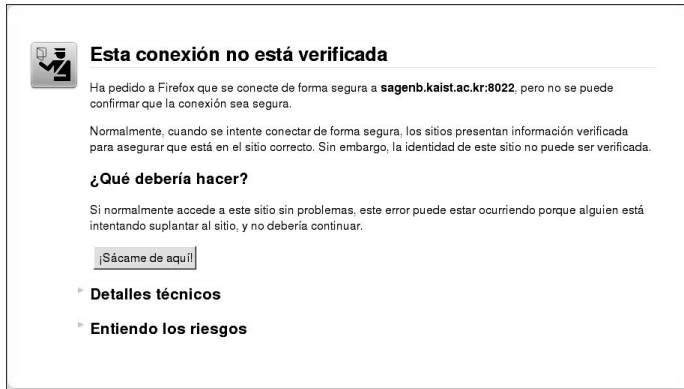 Esta conexión no está verificada
Ha pedido a Firefox que se conecte de forma segura a sagenb.kaist.ac.kr:8022, pero no se puede
confirmar que la conexión sea segura.
Normalmente, cuando se intente conectar de forma segura, los sitios presentan información verificada
para asegurar que está en el sitio correcto. Sin embargo, la identidad de este sitio no puede ser verificada.
¿Qué debería hacer?
Si normalmente accede a este sitio sin problemas, este error puede estar ocurriendo porque alguien está
intentando suplantar al sitio, y no debería continuar.
¡Sácame de aquí!
Detalles técnicos
Entiendo los riesgos